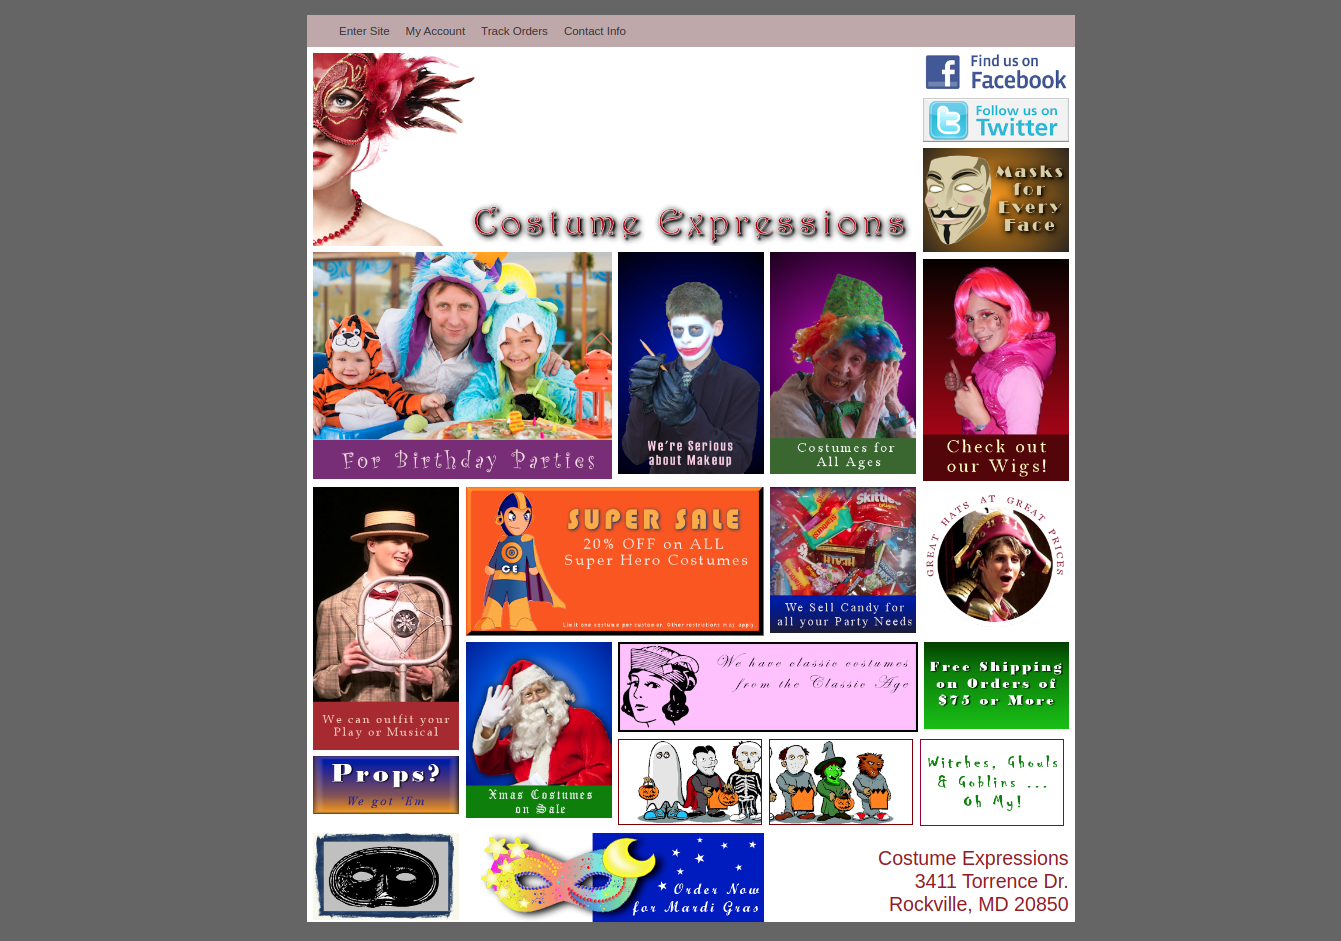 Enter Site
My Account
Track Orders
Contact Info
Find us on
Facebook
Follow us on
Twitter
Costume Expressions
Masks
for
Every
Face
For Birthday Parties
We're Serious
about Makeup
Costumes for
All Ages
Check out
our Wigs!
We can outfit your
Play or Musical
SUPER SALE
20% OFF on ALL
Super Hero Costumes
CE
Limit one costume per customer. Other restrictions may apply.
Skittles
We Sell Candy for
all your Party Needs
GREAT HATS AT GREAT PRICES
We have classic costumes
from the Classic Age
Free Shipping
on Orders of
$75 or More
Props?
We got 'Em
Xmas Costumes
on Sale
Witches, Ghouls
& Goblins ...
Oh My!
Order Now
for Mardi Gras
Costume Expressions
3411 Torrence Dr.
Rockville, MD 20850